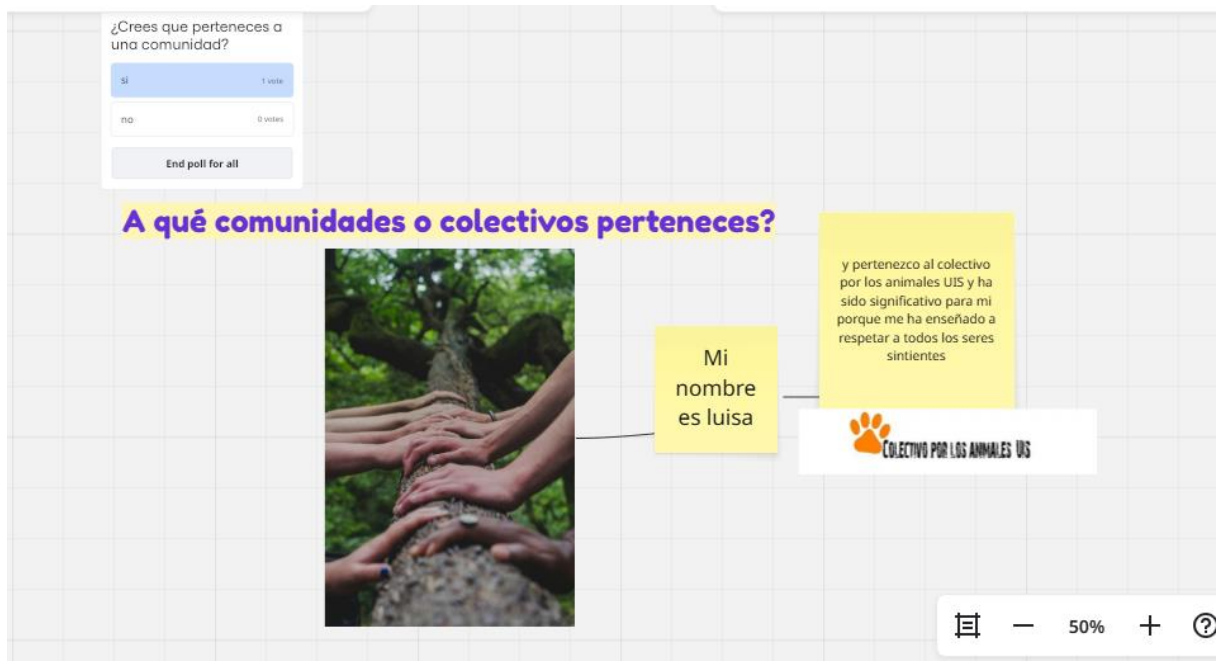 ¿Crees que perteneces a
una comunidad?
si 1 vote
no 0 votes
End poll for all
A qué comunidades o colectivos perteneces?
Mi
nombre
es luisa
y pertenezco al colectivo
por los animales UIS y ha
sido significativo para mi
porque me ha enseñado a
respetar a todos los seres
sintientes
COLECTIVO POR LOS ANIMALES UIS
50%